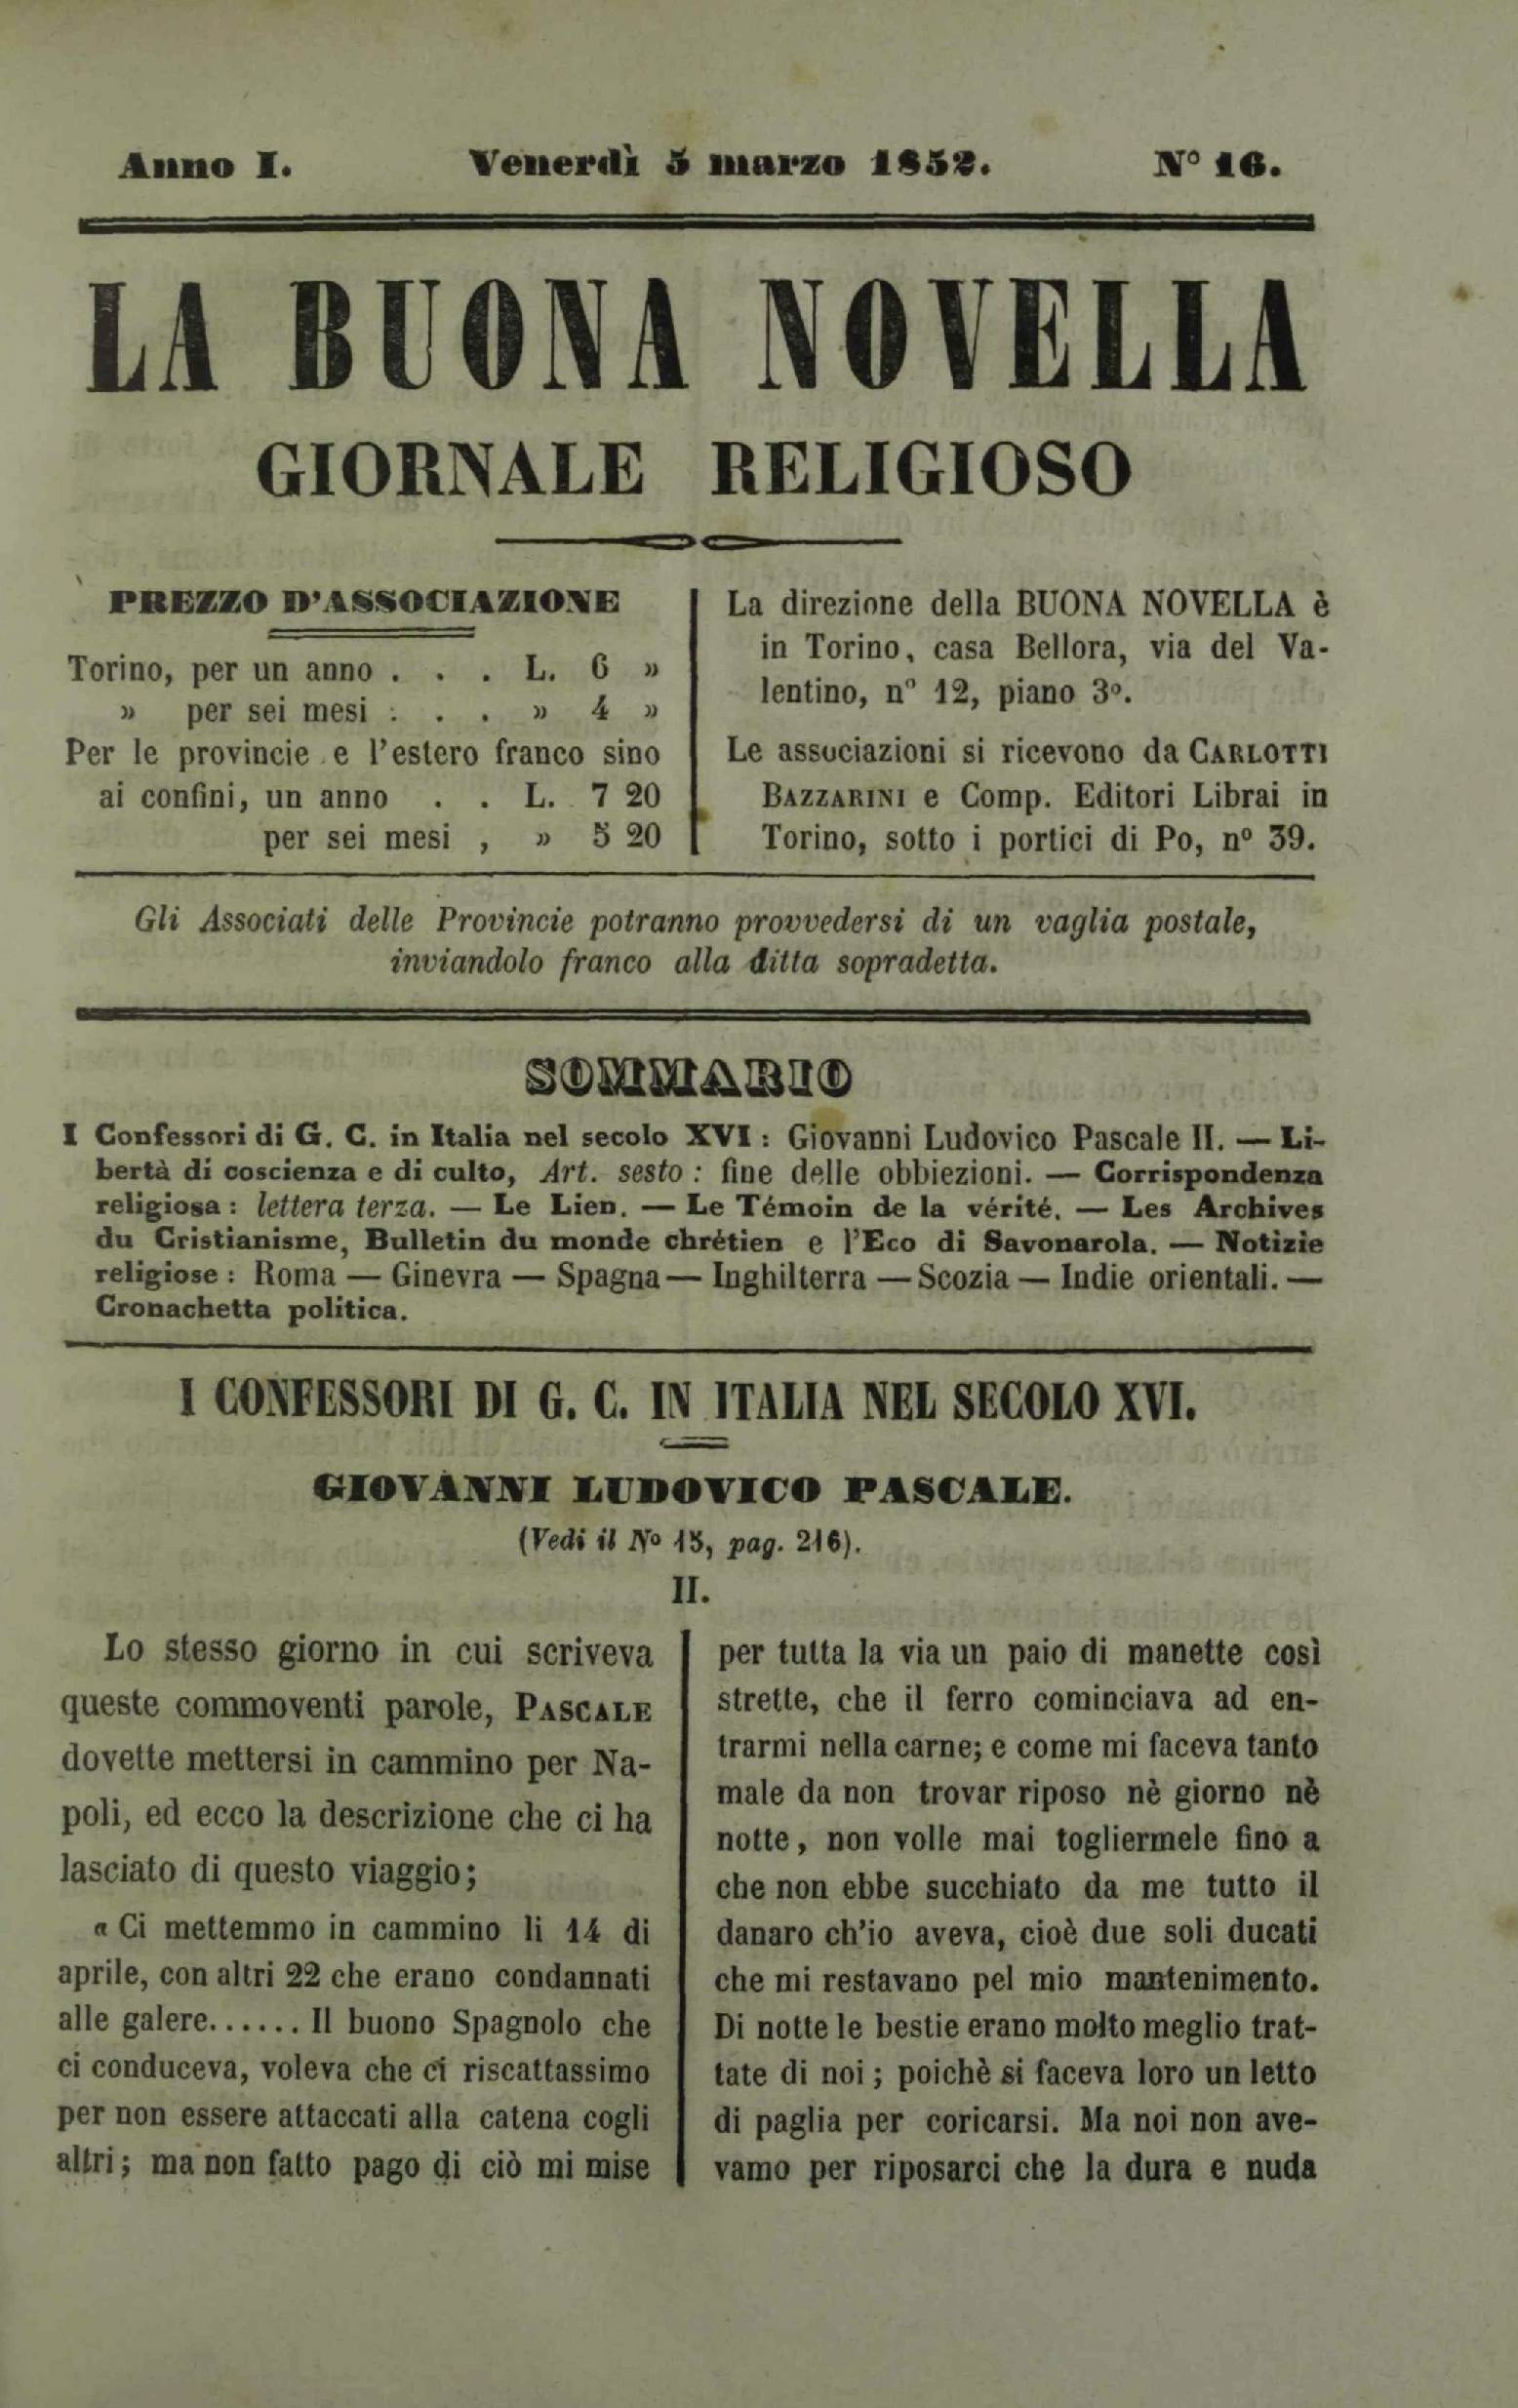 Anno I. Venerdì 5 marzo 1852. N° 16.
LA BUONA NOVELLA
GIORNALE RELIGIOSO
PREZZO D'ASSOCIAZIONE
Torino, per un anno . . . L. 6 »
» per sei mesi . . . » 4 »
Per le provincie e l'estero franco sino
ai confini, un anno . . L. 7 20
per sei mesi , » 5 20
La direzione della BUONA NOVELLA è
in Torino, casa Bellora, via del Va-
lentino, n° 12, piano 3°.
Le associazioni si ricevono da CARLOTTI
BAZZARINI e Comp. Editori Librai in
Torino, sotto i portici di Po, n° 39.
Gli Associati delle Provincie potranno provvedersi di un vaglia postale,
inviandolo franco alla ditta sopradetta.
SOMMARIO
I Confessori di G. C. in Italia nel secolo XVI : Giovanni Ludovico Pascale II. — Li-
bertà di coscienza e di culto, Art. sesto : fine delle obbiezioni. — Corrispondenza
religiosa : lettera terza. — Le Lien. — Le Témoin de la vérité. — Les Archives
du Cristianisme, Bulletin du monde chrétien e l'Eco di Savonarola. — Notizie
religiose : Roma — Ginevra — Spagna — Inghilterra — Scozia — Indie orientali. —
Cronachetta politica.
I CONFESSORI DI G. C. IN ITALIA NEL SECOLO XVI.
GIOVANNI LUDOVICO PASCALE.
(Vedi il N° 15, pag. 216).
II.
Lo stesso giorno in cui scriveva
queste commoventi parole, PASCALE
dovette mettersi in cammino per Na-
poli, ed ecco la descrizione che ci ha
lasciato di questo viaggio;
« Ci mettemmo in cammino li 14 di
aprile, con altri 22 che erano condannati
alle galere...... Il buono Spagnolo che
ci conduceva, voleva che ci riscattassimo
per non essere attaccati alla catena cogli
altri; ma non fatto pago di ciò mi mise
per tutta la via un paio di manette così
strette, che il ferro cominciava ad en-
trarmi nella carne; e come mi faceva tanto
male da non trovar riposo nè giorno nè
notte, non volle mai togliermele fino a
che non ebbe succhiato da me tutto il
danaro ch'io aveva, cioè due soli ducati
che mi restavano pel mio mantenimento.
Di notte le bestie erano molto meglio trat-
tate di noi ; poichè si faceva loro un letto
di paglia per coricarsi. Ma noi non ave-
vamo per riposarci che la dura e nuda